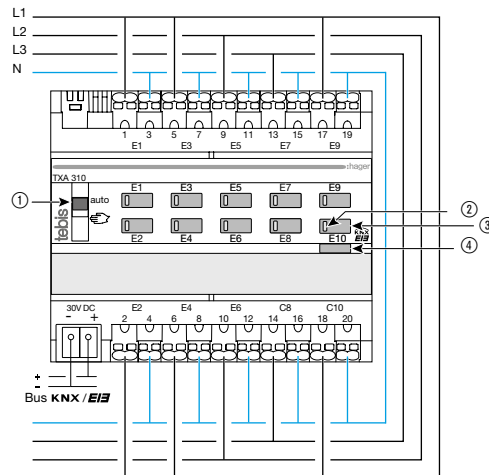 L1
L2
L3
N
1 3 5 7 9 11 13 15 17 19
E1 E3 E5 E7 E9
:hager
TXA 310
1 auto
tebis
E1 E3 E5 E7 E9
2
3
E2 E4 E6 E8 E10
KNX
EIB
4
30V DC
- +
E2 E4 E6 C8 C10
2 4 6 8 10 12 14 16 18 20
+
-
Bus KNX / EIB